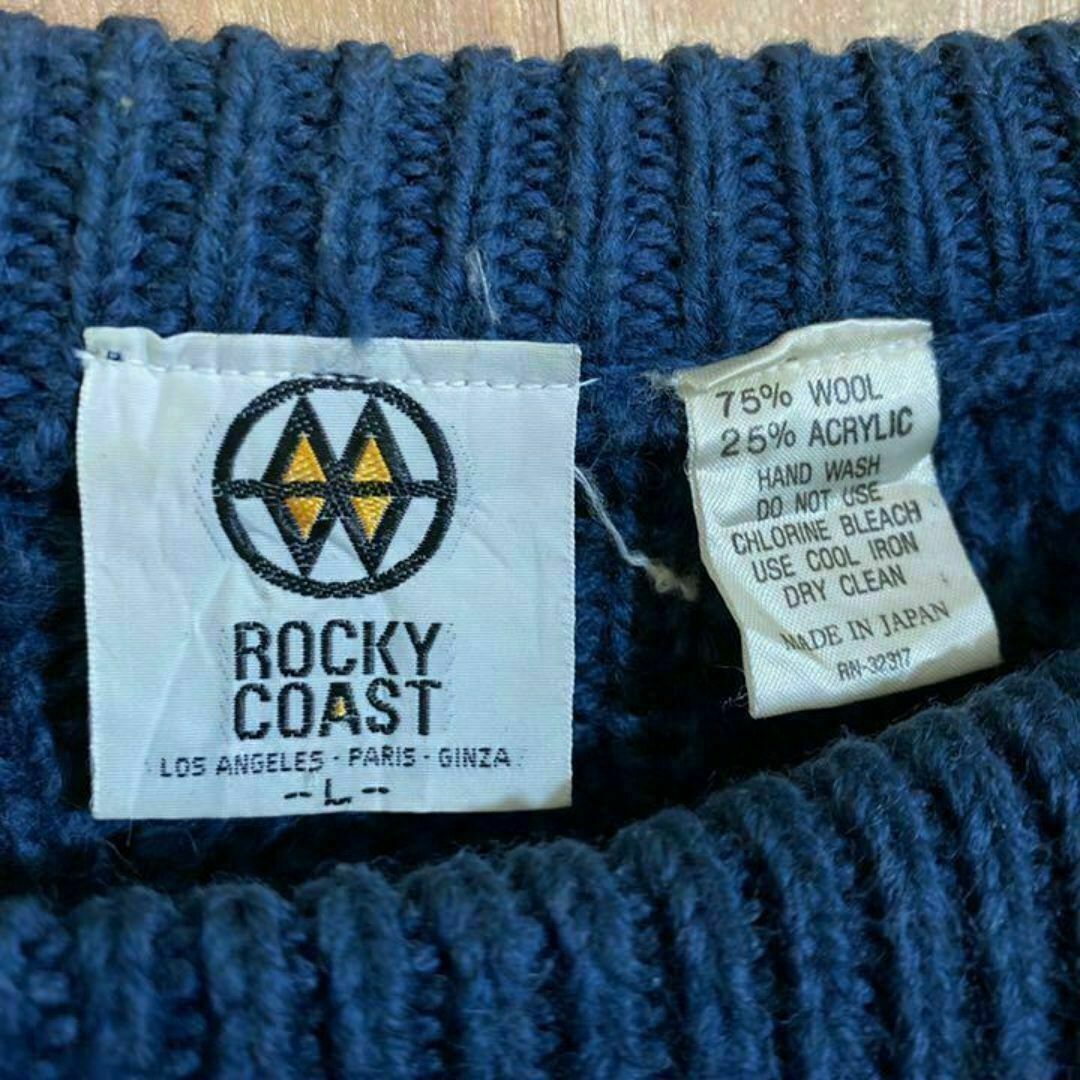 ROCKY
COAST
LOS ANGELES - PARIS - GINZA
-- L --
75% WOOL
25% ACRYLIC
HAND WASH
DO NOT USE
CHLORINE BLEACH
USE COOL IRON
DRY CLEAN
MADE IN JAPAN
RN-32317